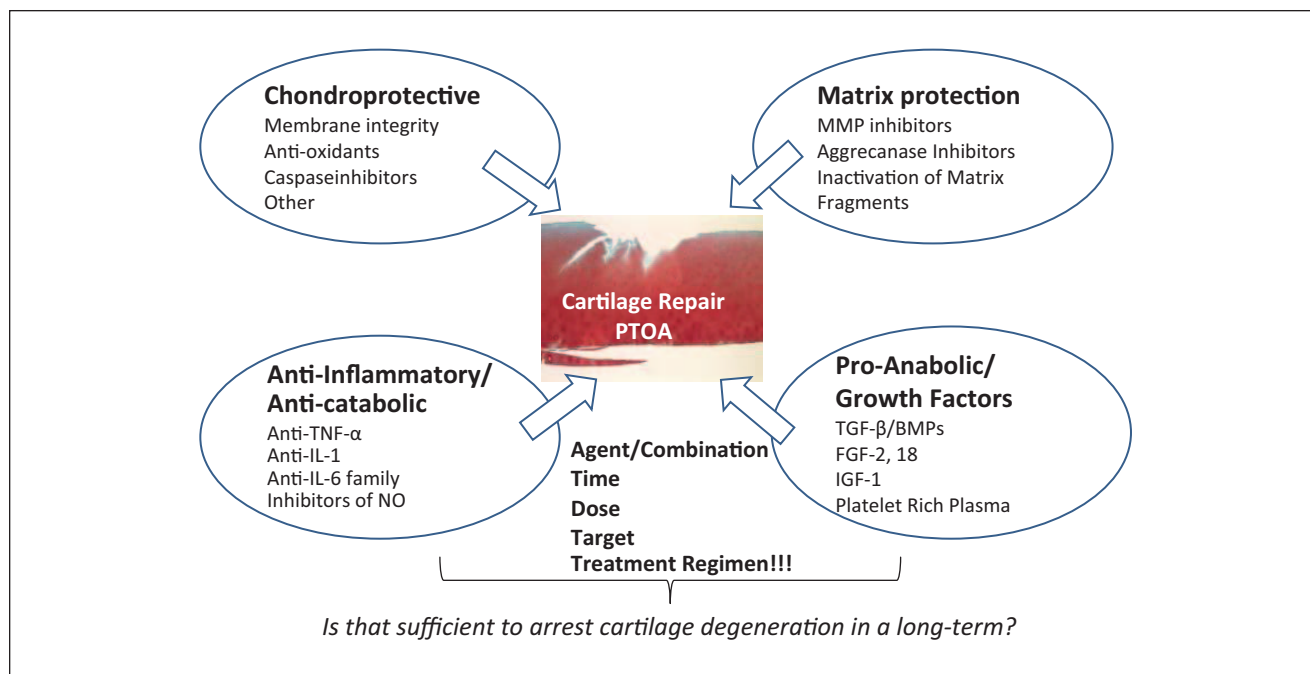 Chondroprotective
Membrane integrity
Anti-oxidants
Caspaseinhibitors
Other
Matrix protection
MMP inhibitors
Aggrecanase Inhibitors
Inactivation of Matrix
Fragments
Cartilage Repair
PTOA
Anti-Inflammatory/
Anti-catabolic
Anti-TNF-α
Anti-IL-1
Anti-IL-6 family
Inhibitors of NO
Pro-Anabolic/
Growth Factors
TGF-β/BMPs
FGF-2, 18
IGF-1
Platelet Rich Plasma
Agent/Combination
Time
Dose
Target
Treatment Regimen!!!
Is that sufficient to arrest cartilage degeneration in a long-term?